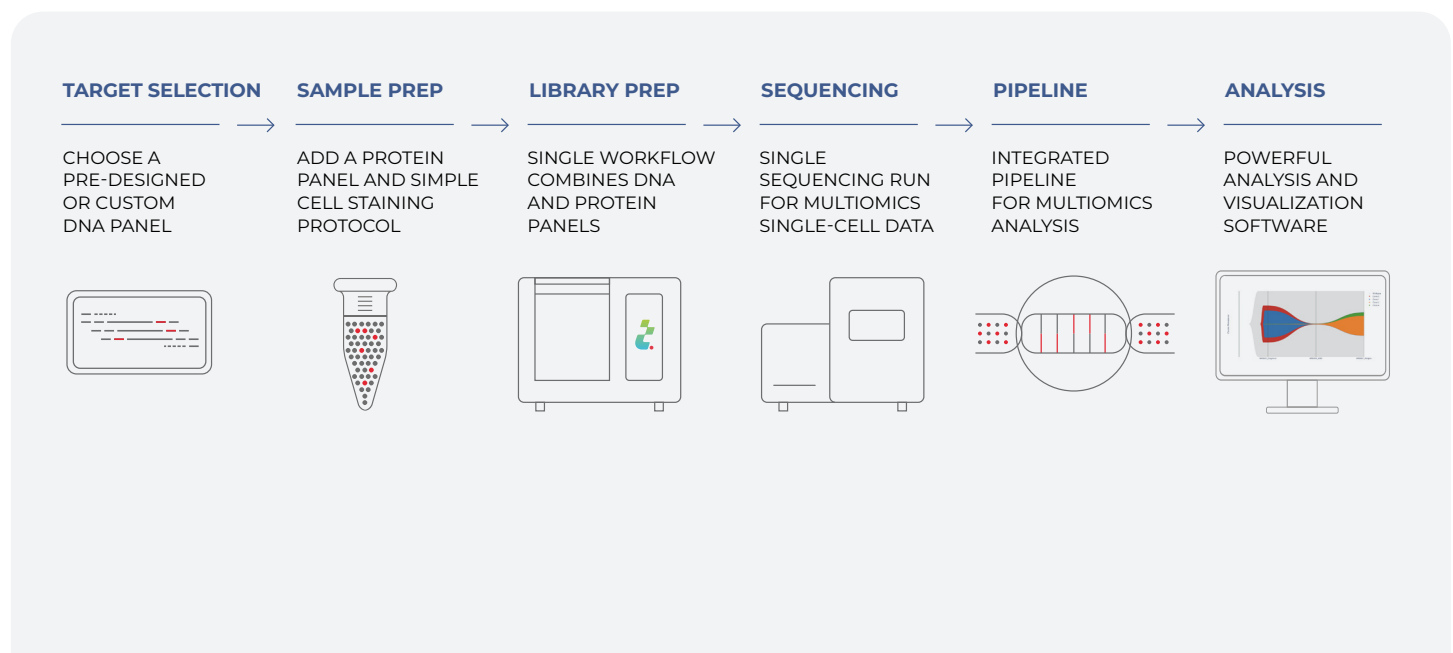 TARGET SELECTION
CHOOSE A
PRE-DESIGNED
OR CUSTOM
DNA PANEL
SAMPLE PREP
ADD A PROTEIN
PANEL AND SIMPLE
CELL STAINING
PROTOCOL
LIBRARY PREP
SINGLE WORKFLOW
COMBINES DNA
AND PROTEIN
PANELS
SEQUENCING
SINGLE
SEQUENCING RUN
FOR MULTIOMICS
SINGLE-CELL DATA
PIPELINE
INTEGRATED
PIPELINE
FOR MULTIOMICS
ANALYSIS
ANALYSIS
POWERFUL
ANALYSIS AND
VISUALIZATION
SOFTWARE